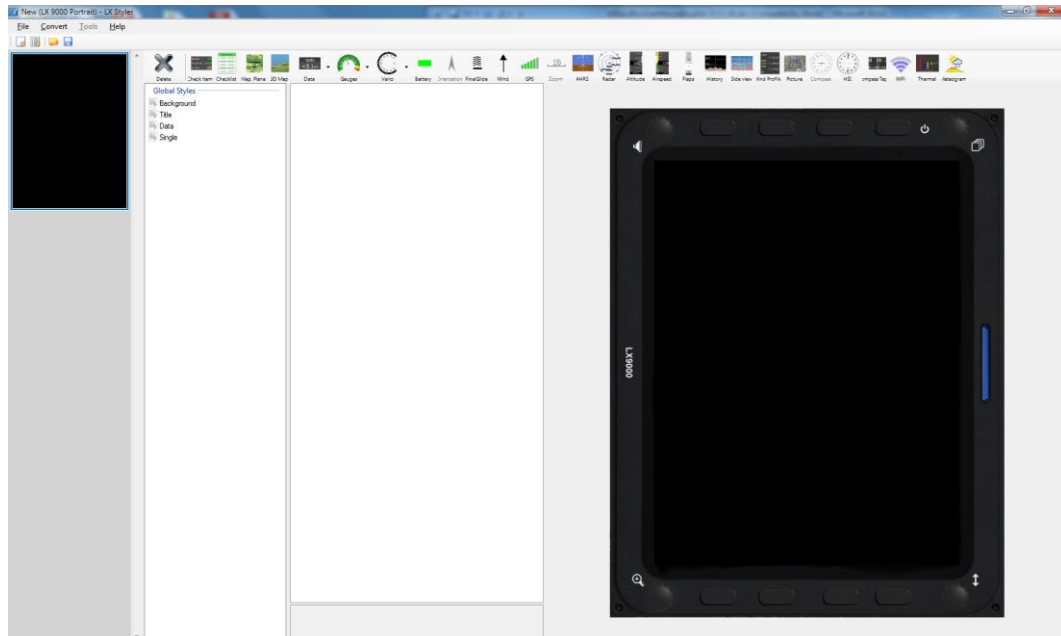 New (LX 9000 Portrait) - LX Styler
File Convert Tools Help
Delete Check Item Checklist Map, Plane 3D Map Data Gauges Vario Battery Orientation FinalGlide Wind GPS Zoom AHRS Radar Altitude Airspeed Flaps History Side view Wind Profile Picture Compass HSI WiFi Thermal
Global Styles
Background
Title
Data
Single
LX9000